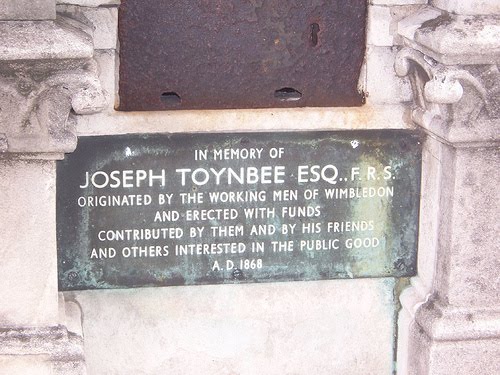 IN MEMORY OF
JOSEPH TOYNBEE ESQ., F.R.S.
ORIGINATED BY THE WORKING MEN OF WIMBLEDON
AND ERECTED WITH FUNDS
CONTRIBUTED BY THEM AND BY HIS FRIENDS
AND OTHERS INTERESTED IN THE PUBLIC GOOD
A.D. 1868